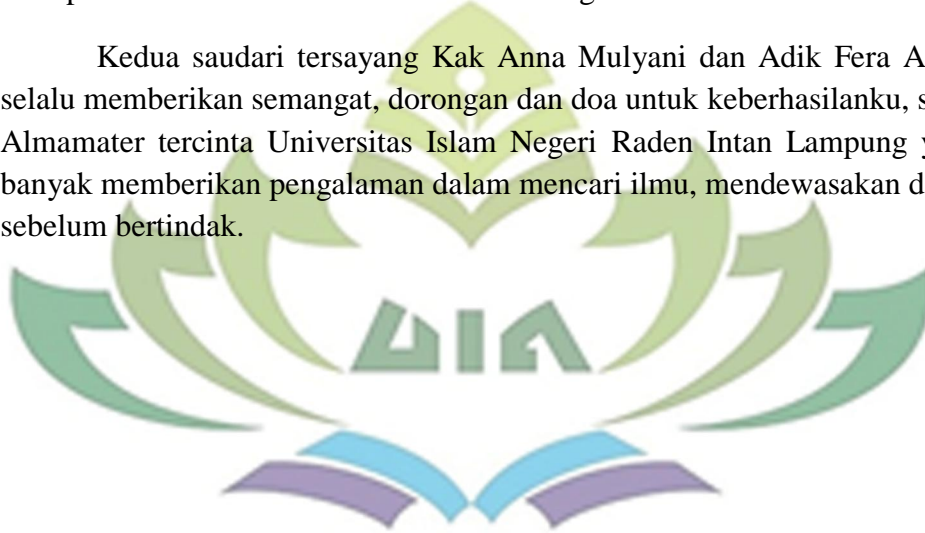 Kedua saudari tersayang Kak Anna Mulyani dan Adik Fera A
selalu memberikan semangat, dorongan dan doa untuk keberhasilanku, s
Almamater tercinta Universitas Islam Negeri Raden Intan Lampung y
banyak memberikan pengalaman dalam mencari ilmu, mendewasakan d
sebelum bertindak.
UIN